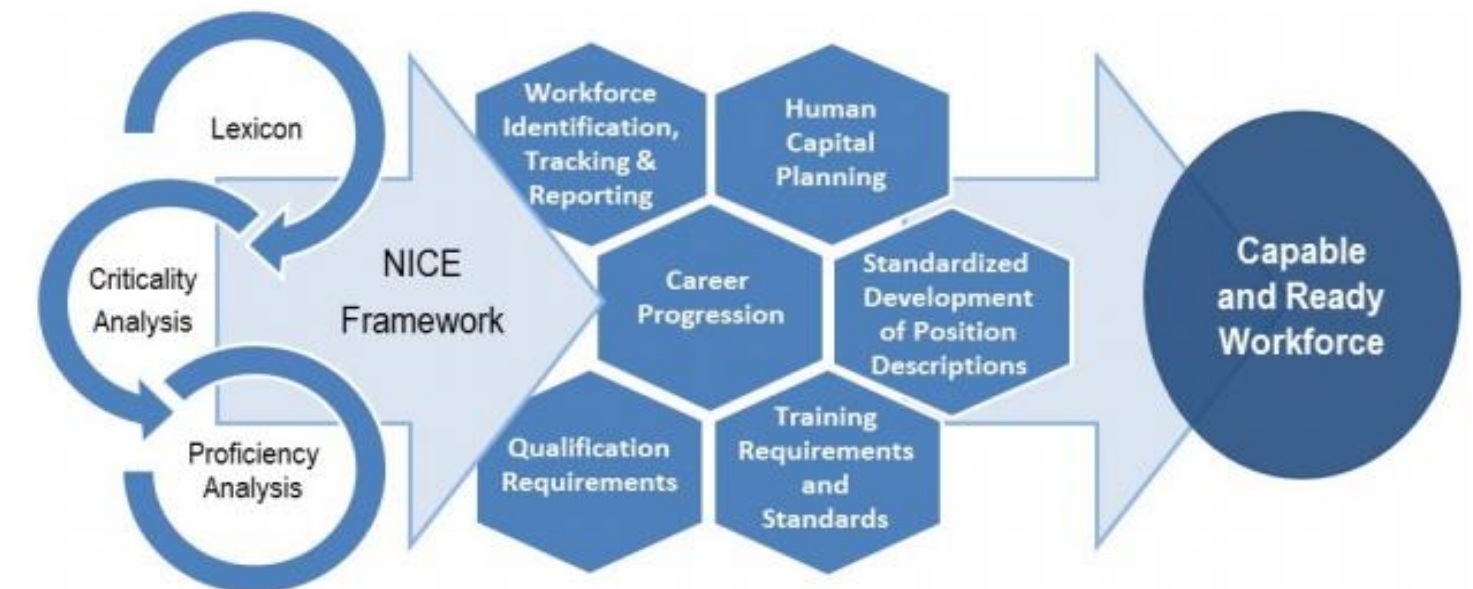 Lexicon
Criticality
Analysis
Proficiency
Analysis
NICE
Framework
Workforce
Identification,
Tracking &
Reporting
Human
Capital
Planning
Career
Progression
Standardized
Development
of Position
Descriptions
Qualification
Requirements
Training
Requirements
and
Standards
Capable
and Ready
Workforce